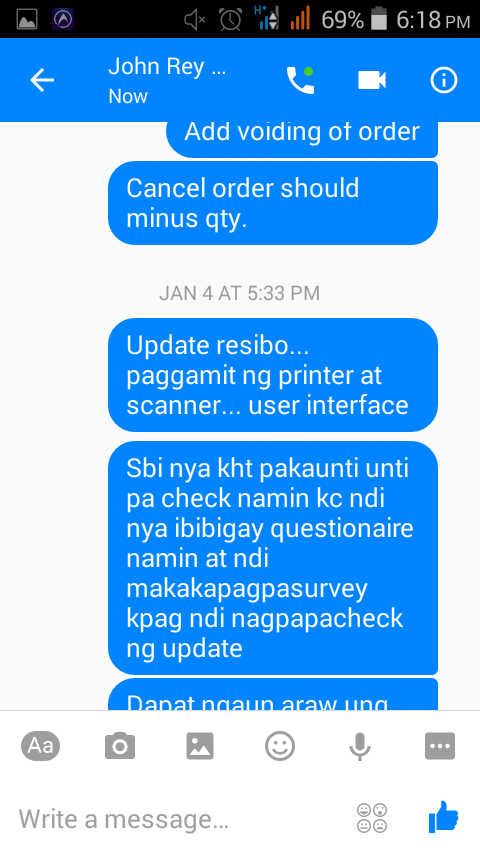 H+
69%
6:18 PM
John Rey ...
Now
Add voiding of order
Cancel order should
minus qty.
JAN 4 AT 5:33 PM
Update resibo...
paggamit ng printer at
scanner... user interface
Sbi nya kht pakaunti unti
pa check namin kc ndi
nya ibibigay questionaire
namin at ndi
makakapagpasurvey
kpag ndi nagpapacheck
ng update
Dapat ngaun araw ung
Aa
Write a message...